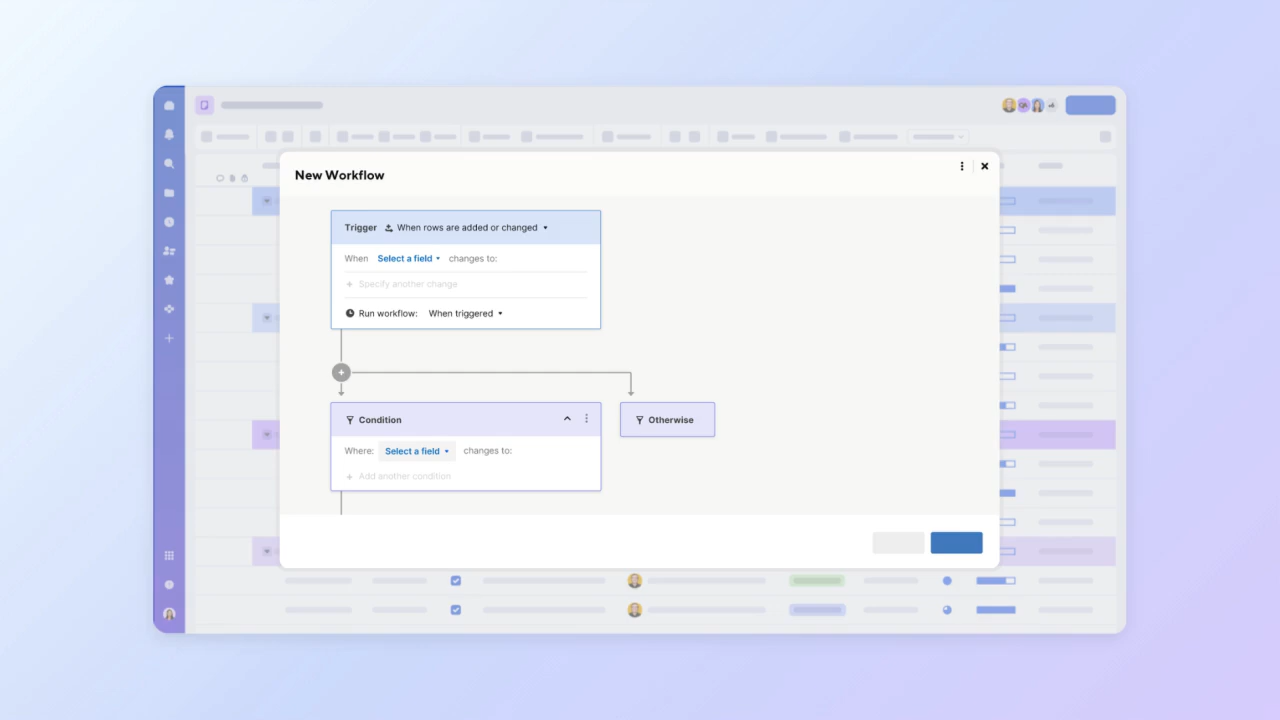 New Workflow
Trigger When rows are added or changed
When Select a field changes to:
Specify another change
Run workflow: When triggered
Condition
Otherwise
Where: Select a field changes to:
Add another condition